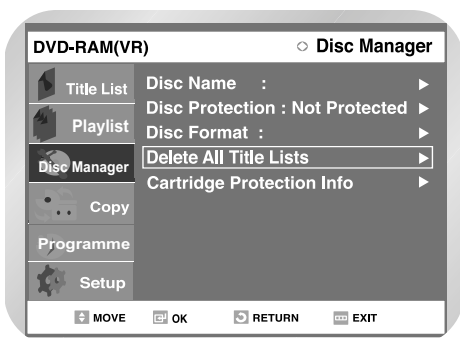 DVD-RAM(VR) Disc Manager
Title List
Playlist
Disc Manager
Copy
Programme
Setup
Disc Name :
Disc Protection : Not Protected
Disc Format :
Delete All Title Lists
Cartridge Protection Info
MOVE OK RETURN EXIT